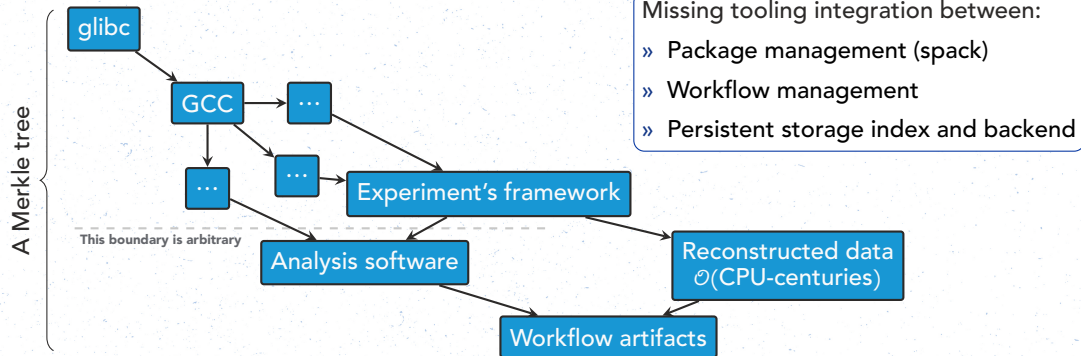 glibc
Missing tooling integration between:
» Package management (spack)
» Workflow management
» Persistent storage index and backend
A Merkle tree
GCC
...
...
...
Experiment's framework
This boundary is arbitrary
Analysis software
Reconstructed data
𝒪(CPU-centuries)
Workflow artifacts